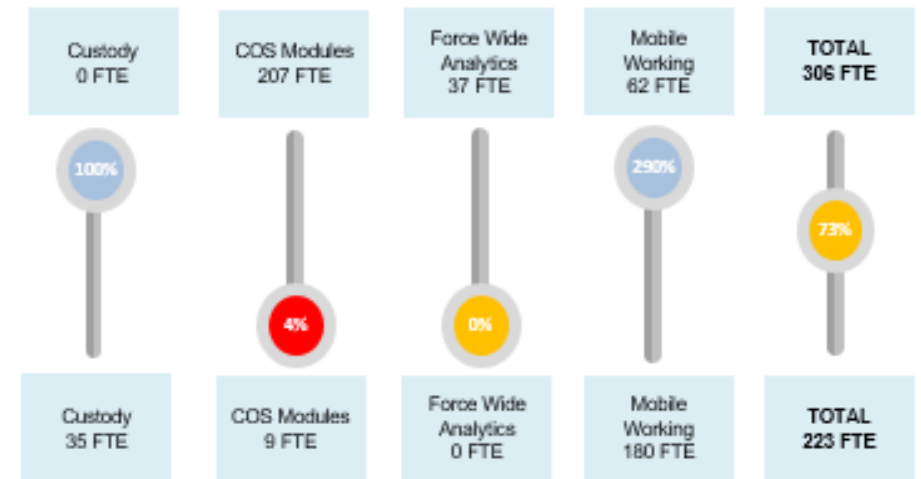 Custody
0 FTE
COS Modules
207 FTE
Force Wide
Analytics
37 FTE
Mobile
Working
62 FTE
TOTAL
306 FTE
100%
4%
0%
290%
73%
Custody
35 FTE
COS Modules
9 FTE
Force Wide
Analytics
0 FTE
Mobile
Working
180 FTE
TOTAL
223 FTE